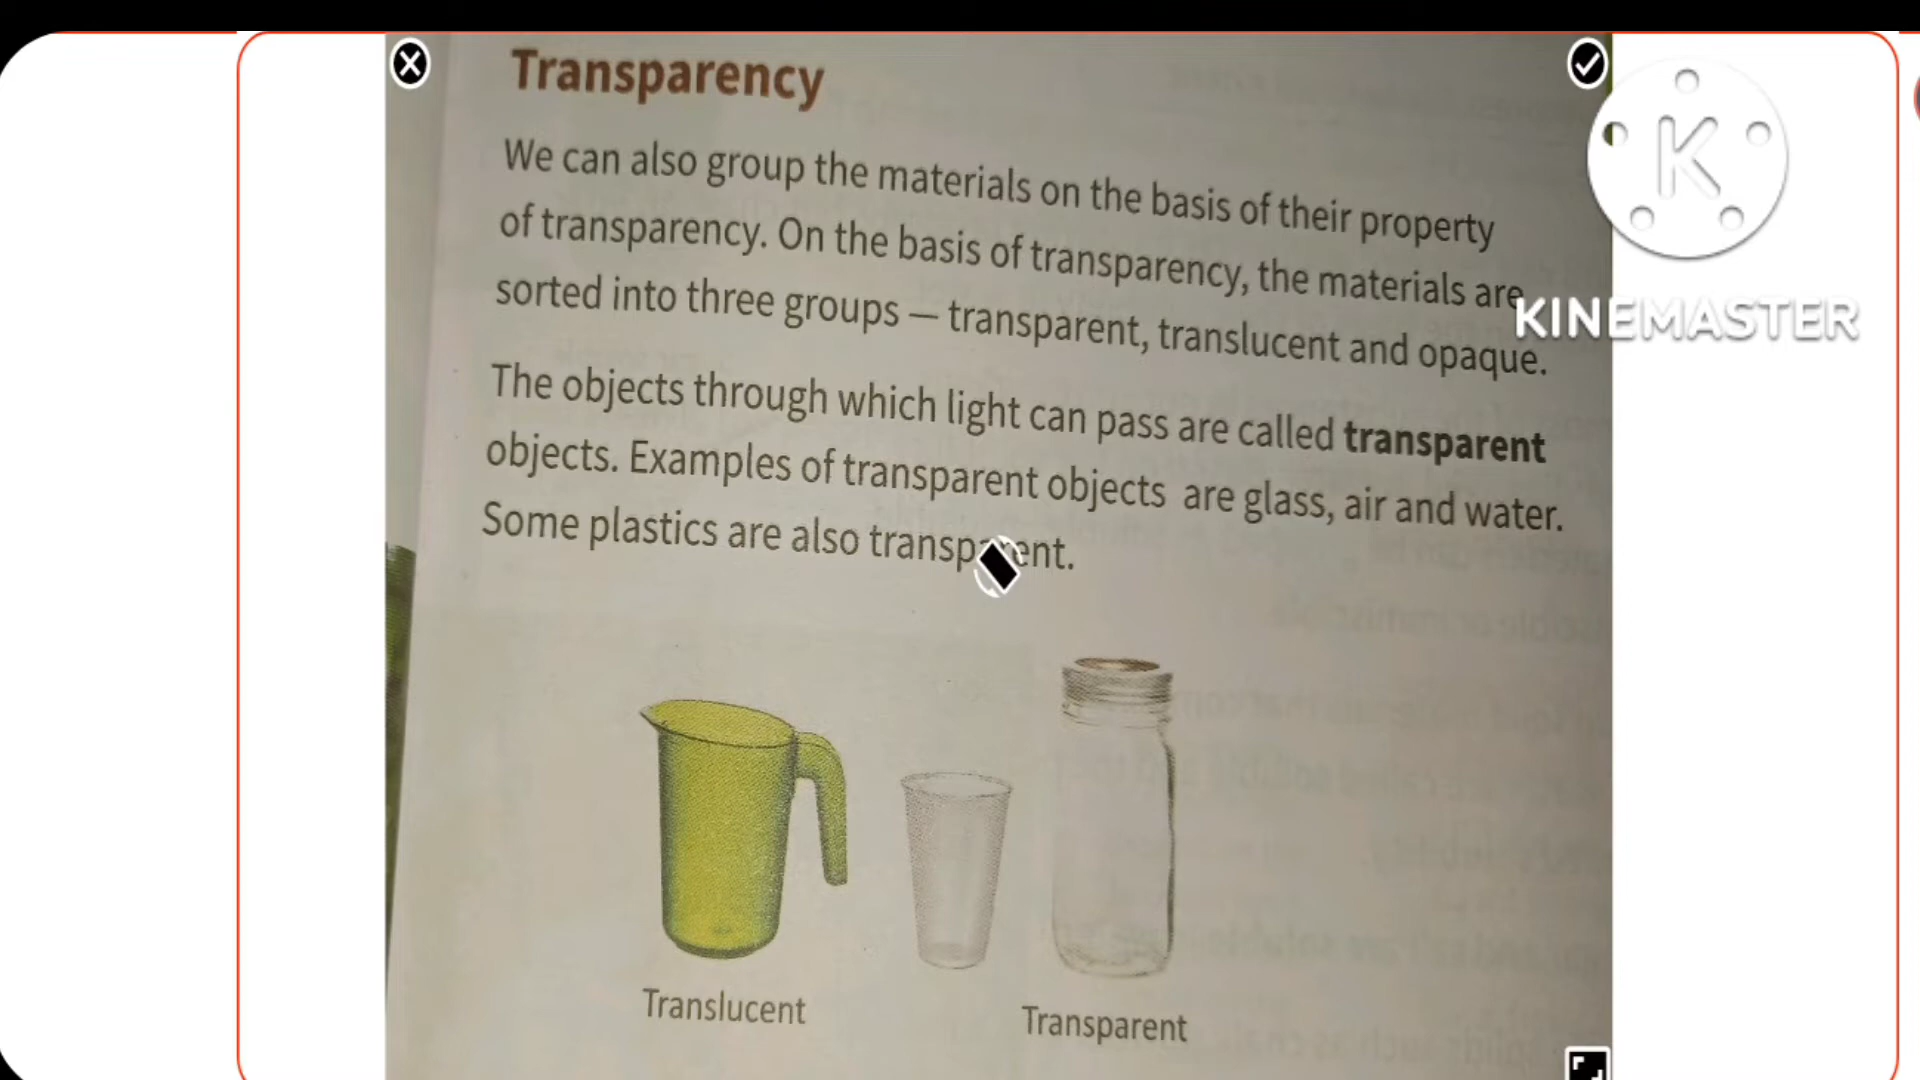 Transparency
We can also group the materials on the basis of their property
of transparency. On the basis of transparency, the materials are
sorted into three groups — transparent, translucent and opaque.
The objects through which light can pass are called transparent
objects. Examples of transparent objects are glass, air and water.
Some plastics are also transparent.
Translucent
Transparent
K
KINEMASTER